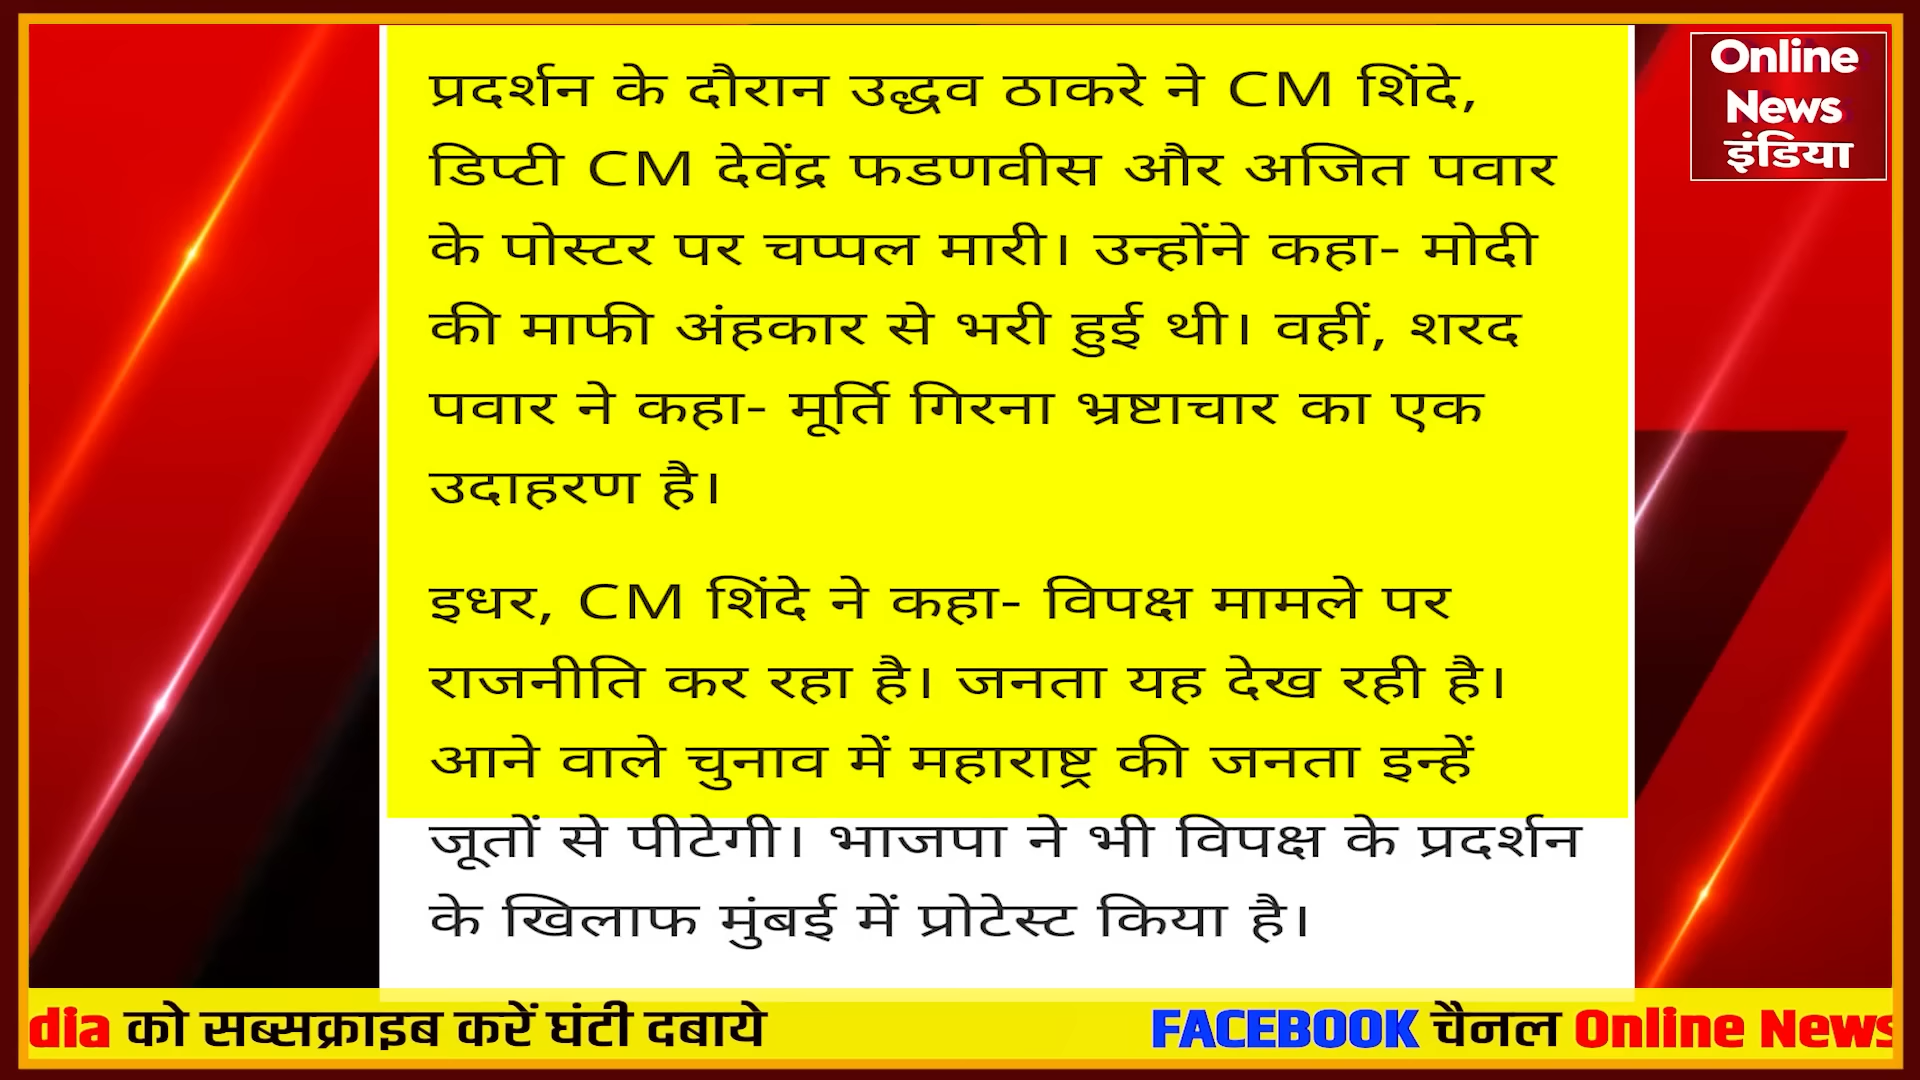 Online
News
इंडिया
प्रदर्शन के दौरान उद्धव ठाकरे ने CM शिंदे,
डिप्टी CM देवेंद्र फडणवीस और अजित पवार
के पोस्टर पर चप्पल मारी। उन्होंने कहा- मोदी
की माफी अंहकार से भरी हुई थी। वहीं, शरद
पवार ने कहा- मूर्ति गिरना भ्रष्टाचार का एक
उदाहरण है।
इधर, CM शिंदे ने कहा- विपक्ष मामले पर
राजनीति कर रहा है। जनता यह देख रही है।
आने वाले चुनाव में महाराष्ट्र की जनता इन्हें
जूतों से पीटेगी। भाजपा ने भी विपक्ष के प्रदर्शन
के खिलाफ मुंबई में प्रोटेस्ट किया है।
dia को सब्सक्राइब करें घंटी दबाये FACEBOOK चैनल Online News